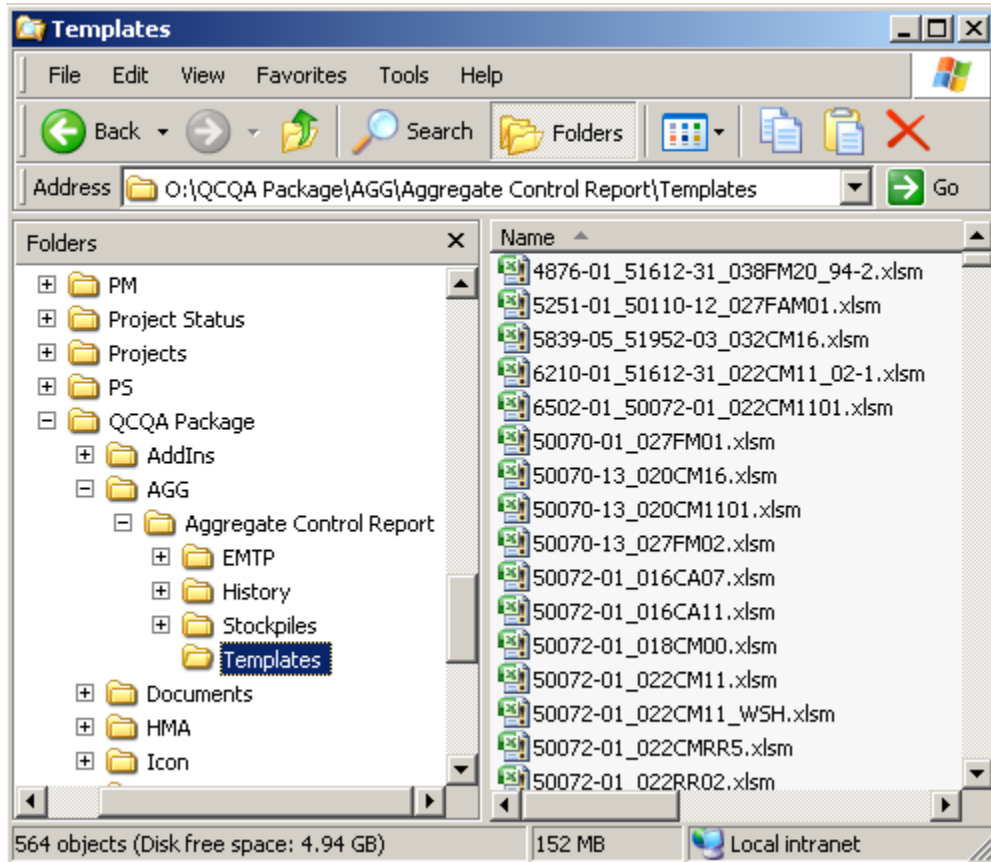 Templates
File Edit View Favorites Tools Help
Back Search Folders
Address O:\QCQA Package\AGG\Aggregate Control Report\Templates Go
Folders
PM
Project Status
Projects
PS
QCQA Package
AddIns
AGG
Aggregate Control Report
EMTP
History
Stockpiles
Templates
Documents
HMA
Icon
Name
4876-01_51612-31_038FM20_94-2.xlsm
5251-01_50110-12_027FAM01.xlsm
5839-05_51952-03_032CM16.xlsm
6210-01_51612-31_022CM11_02-1.xlsm
6502-01_50072-01_022CM1101.xlsm
50070-01_027FM01.xlsm
50070-13_020CM16.xlsm
50070-13_020CM1101.xlsm
50070-13_027FM02.xlsm
50072-01_016CA07.xlsm
50072-01_016CA11.xlsm
50072-01_018CM00.xlsm
50072-01_022CM11.xlsm
50072-01_022CM11_WSH.xlsm
50072-01_022CMRR5.xlsm
50072-01_022RR02.xlsm
564 objects (Disk free space: 4.94 GB) 152 MB Local intranet